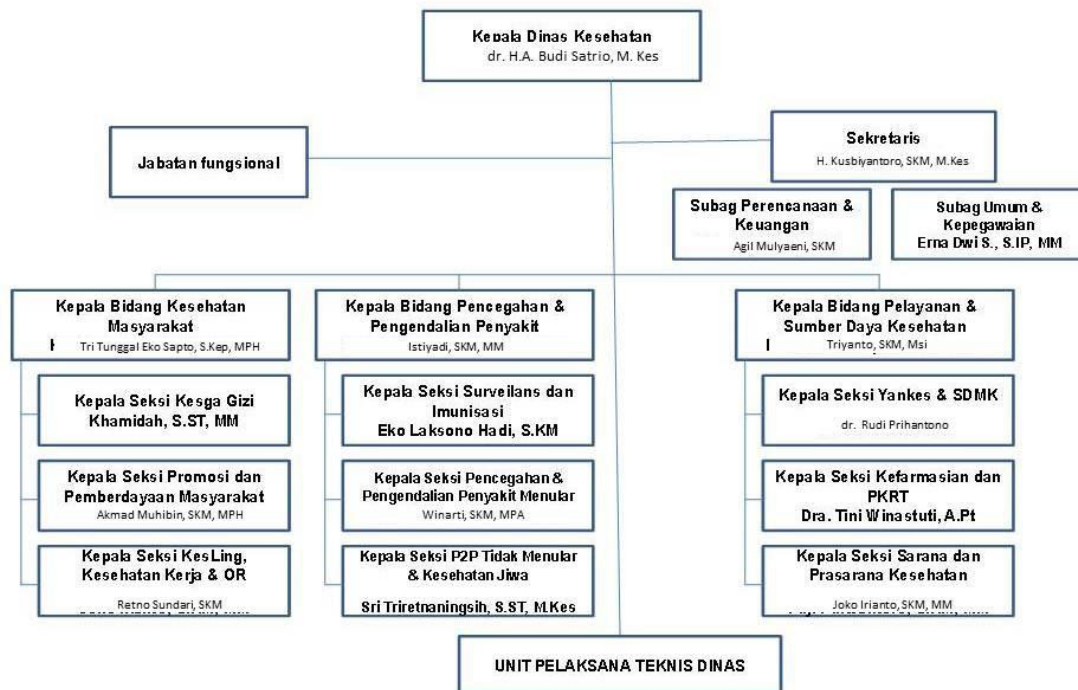 Kepala Dinas Kesehatan
dr. H.A. Budi Satrio, M. Kes
Jabatan fungsional
Sekretaris
H. Kusbiyantoro, SKM, M.Kes
Subag Perencanaan &
Keuangan
Agil Mulyaeni, SKM
Subag Umum &
Kepegawaian
Erna Dwi S., S.IP, MM
Kepala Bidang Kesehatan
Masyarakat
Tri Tunggal Eko Sapto, S.Kep, MPH
Kepala Seksi Kesga Gizi
Khamidah, S.ST, MM
Kepala Seksi Promosi dan
Pemberdayaan Masyarakat
Akmad Muhibin, SKM, MPH
Kepala Seksi KesLing,
Kesehatan Kerja & OR
Retno Sundari, SKM
Kepala Bidang Pencegahan &
Pengendalian Penyakit
Istiyadi, SKM, MM
Kepala Seksi Surveilans dan
Imunisasi
Eko Laksono Hadi, S.KM
Kepala Seksi Pencegahan &
Pengendalian Penyakit Menular
Winarti, SKM, MPA
Kepala Seksi P2P Tidak Menular
& Kesehatan Jiwa
Sri Triretnaningsih, S.ST, M.Kes
Kepala Bidang Pelayanan &
Sumber Daya Kesehatan
Triyanto, SKM, Msi
Kepala Seksi Yankes & SDMK
dr. Rudi Prihantono
Kepala Seksi Kefarmasian dan
PKRT
Dra. Tini Winastuti, A.Pt
Kepala Seksi Sarana dan
Prasarana Kesehatan
Joko Irianto, SKM, MM
UNIT PELAKSANA TEKNIS DINAS